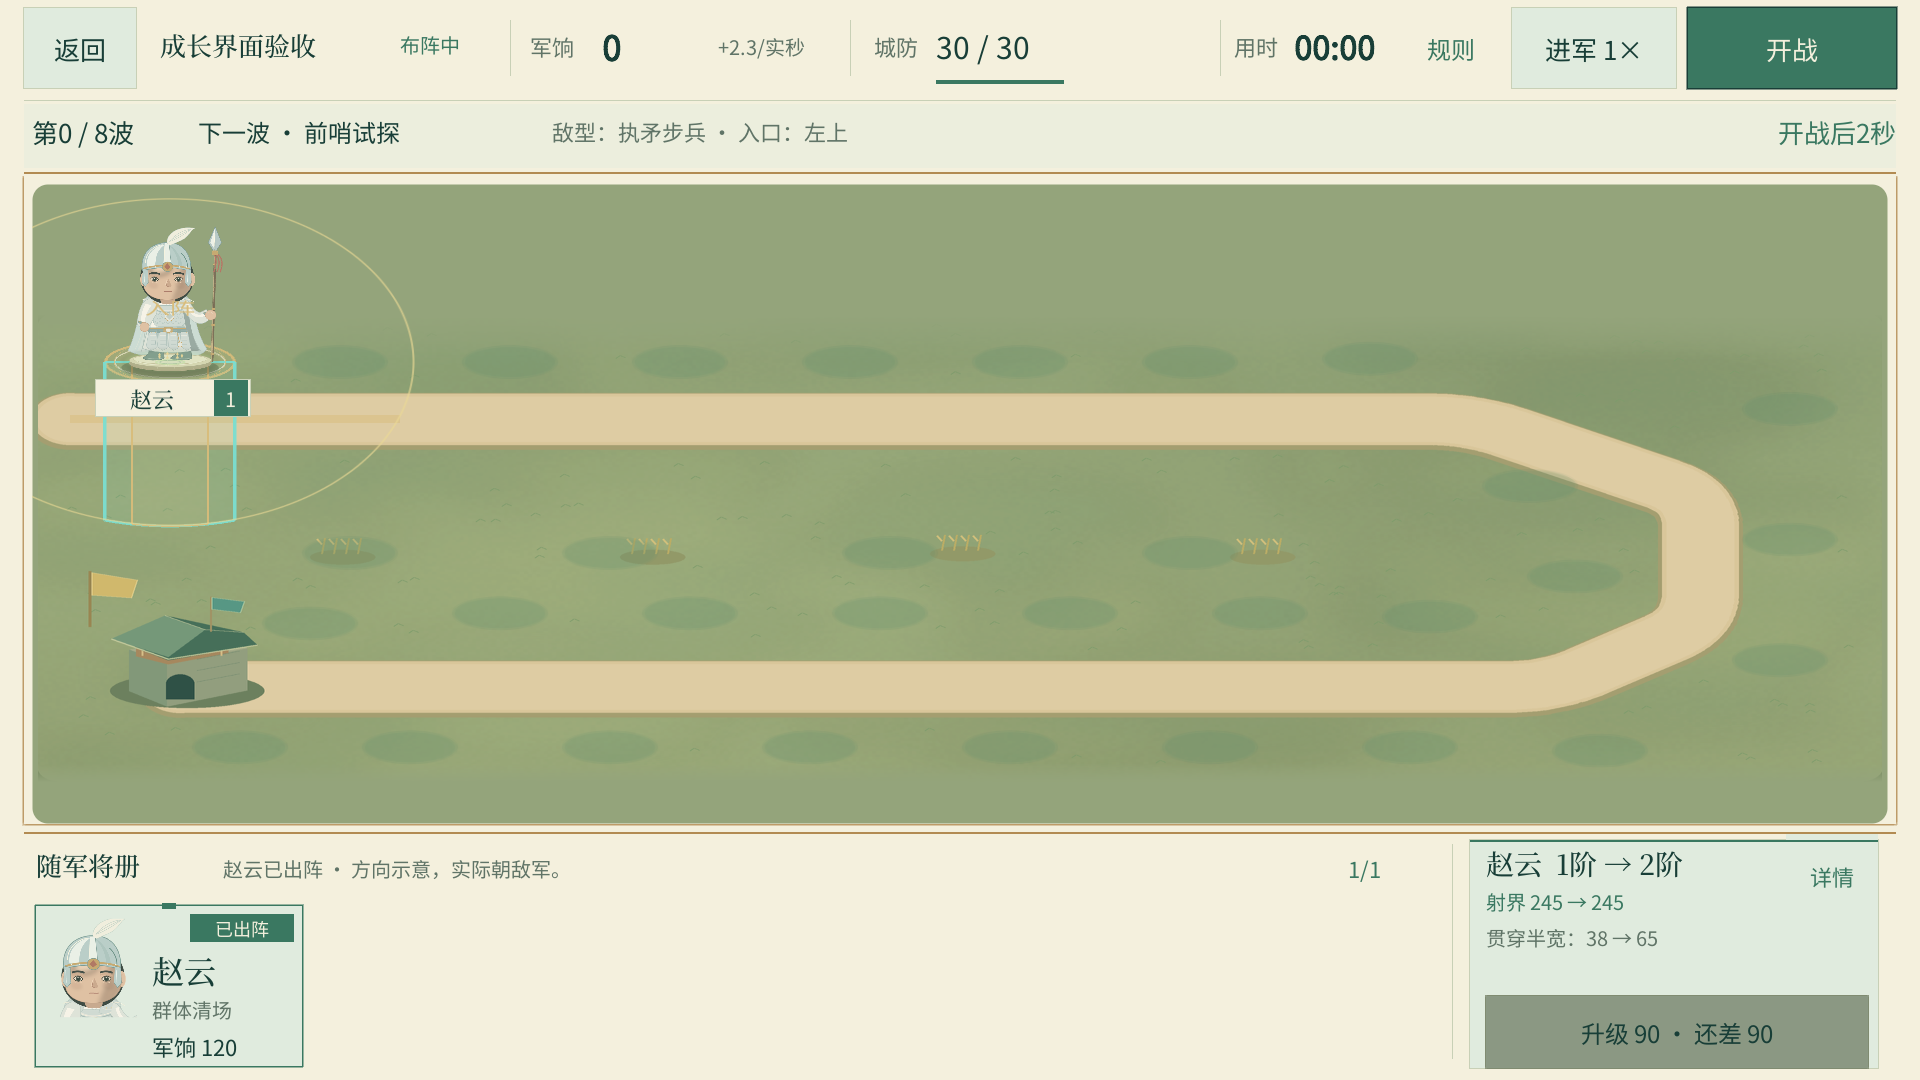 返回
成长界面验收
布阵中
军饷 0
+2.3/实秒
城防 30 / 30
用时 00:00
规则
进军 1×
开战
第0 / 8波
下一波 · 前哨试探
敌型：执矛步兵 · 入口：左上
开战后2秒
赵云 1
随军将册
赵云已出阵 · 方向示意，实际朝敌军。
1/1
已出阵
赵云
群体清场
军饷 120
赵云 1阶 → 2阶
详情
射界 245 → 245
贯穿半宽：38 → 65
升级 90 · 还差 90